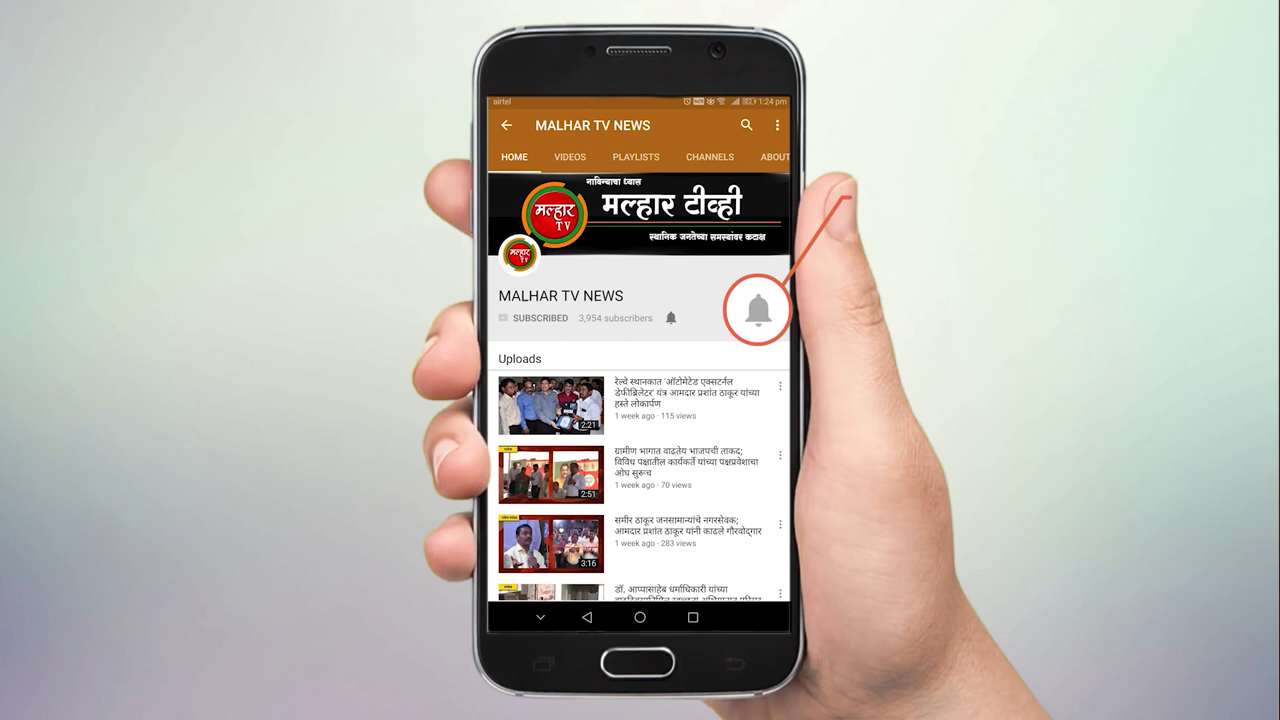 airtel
1:24 pm
MALHAR TV NEWS
HOME VIDEOS PLAYLISTS CHANNELS ABOUT
नाविन्याचा ध्यास
मल्हार टीव्ही
स्थानिक जनतेच्या समस्यांवर कटाक्ष
मल्हार
TV
मल्हार
TV
MALHAR TV NEWS
SUBSCRIBED 3,954 subscribers
Uploads
रेल्वे स्थानकात 'ऑटोमेटेड एक्सटर्नल
डेफीब्रिलेटर' यंत्र आमदार प्रशांत ठाकूर यांच्या
हस्ते लोकार्पण
1 week ago · 115 views
2:21
ग्रामीण भागात वाढतेय भाजपची ताकद;
विविध पक्षातील कार्यकर्ते यांच्या पक्षप्रवेशाचा
ओघ सुरूच
1 week ago · 70 views
2:51
समीर ठाकूर जनसामान्यांचे नगरसेवक;
आमदार प्रशांत ठाकूर यांनी काढले गौरवोद्गार
1 week ago · 283 views
3:16
डॉ. आप्पासाहेब धर्माधिकारी यांच्या